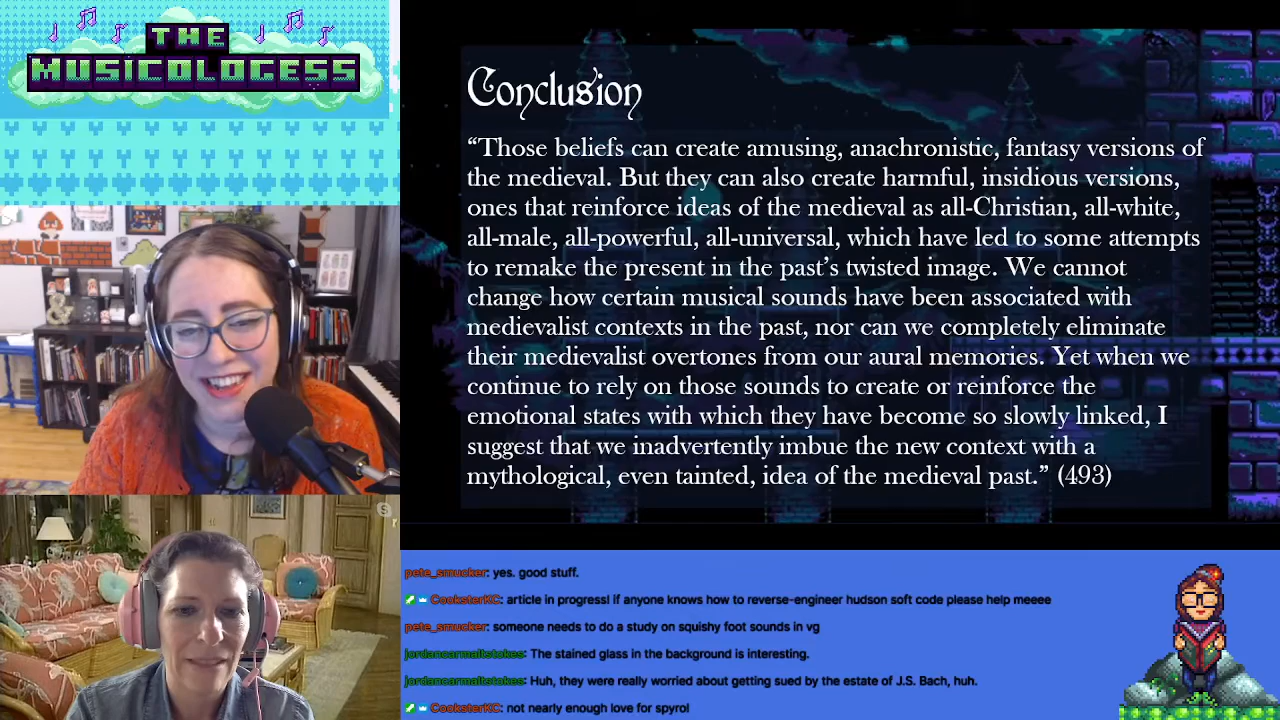 THE
MUSICOLOGESS
Conclusion
“Those beliefs can create amusing, anachronistic, fantasy versions of
the medieval. But they can also create harmful, insidious versions,
ones that reinforce ideas of the medieval as all-Christian, all-white,
all-male, all-powerful, all-universal, which have led to some attempts
to remake the present in the past’s twisted image. We cannot
change how certain musical sounds have been associated with
medievalist contexts in the past, nor can we completely eliminate
their medievalist overtones from our aural memories. Yet when we
continue to rely on those sounds to create or reinforce the
emotional states with which they have become so slowly linked, I
suggest that we inadvertently imbue the new context with a
mythological, even tainted, idea of the medieval past.” (493)
pete_smucker: yes. good stuff.
CooksterKC: article in progress! if anyone knows how to reverse-engineer hudson soft code please help meeee
pete_smucker: someone needs to do a study on squishy foot sounds in vg
jordancarmaltstokes: The stained glass in the background is interesting.
jordancarmaltstokes: Huh, they were really worried about getting sued by the estate of J.S. Bach, huh.
CooksterKC: not nearly enough love for spyro!